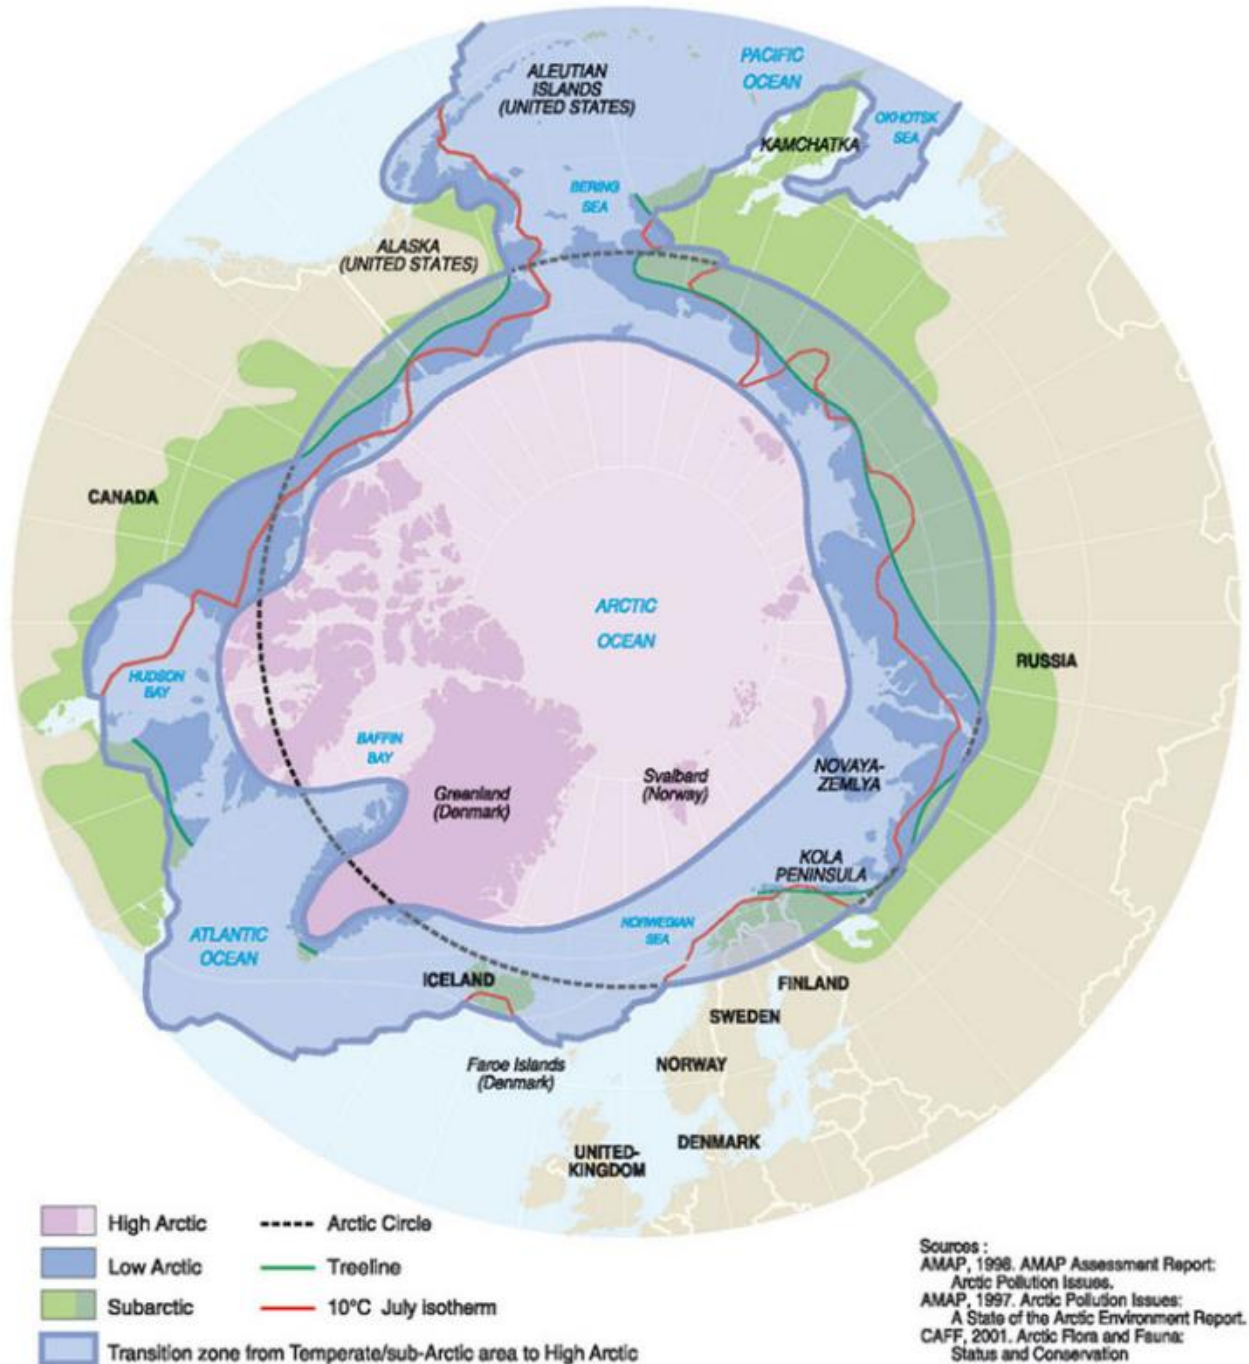 PACIFIC
OCEAN
ALEUTIAN
ISLANDS
(UNITED STATES)
OKHOTSK
SEA
KAMCHATKA
BERING
SEA
ALASKA
(UNITED STATES)
CANADA
ARCTIC
OCEAN
RUSSIA
HUDSON
BAY
BAFFIN
BAY
Greenland
(Denmark)
Svalbard
(Norway)
NOVAYA-
ZEMLYA
KOLA
PENINSULA
NORWEGIAN
SEA
ATLANTIC
OCEAN
ICELAND
FINLAND
SWEDEN
NORWAY
Faroe Islands
(Denmark)
DENMARK
UNITED-
KINGDOM
High Arctic
Low Arctic
Subarctic
Transition zone from Temperate/sub-Arctic area to High Arctic
Arctic Circle
Treeline
10°C July isotherm
Sources :
AMAP, 1998. AMAP Assessment Report:
Arctic Pollution Issues.
AMAP, 1997. Arctic Pollution Issues:
A State of the Arctic Environment Report.
CAFF, 2001. Arctic Flora and Fauna:
Status and Conservation